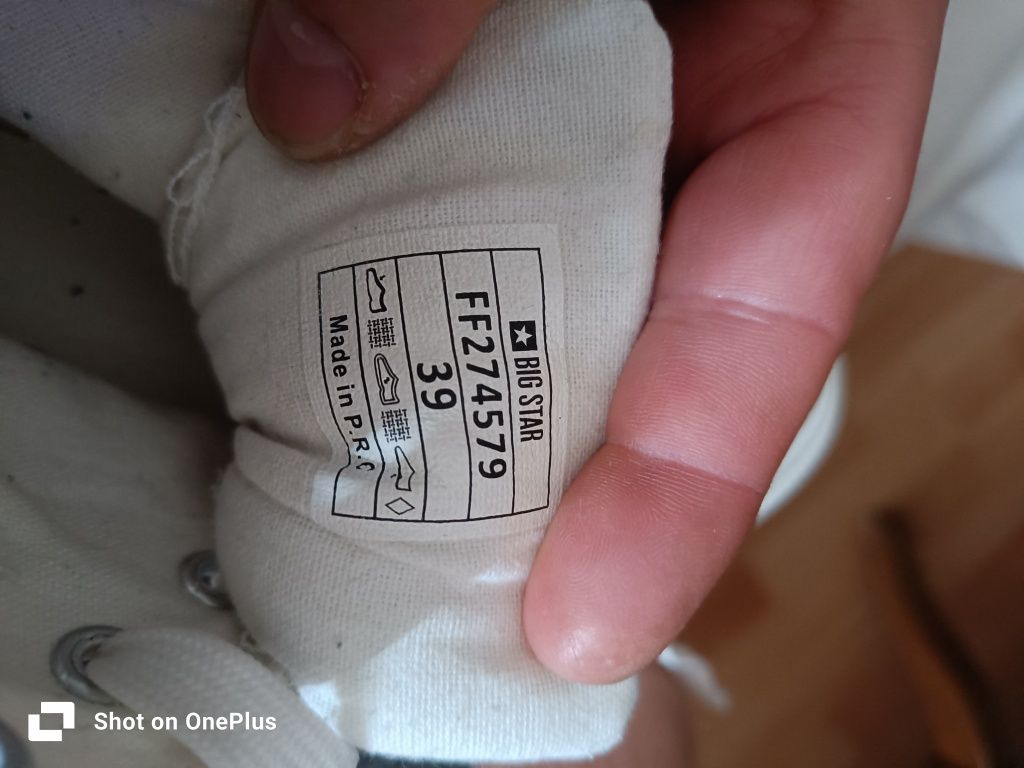 BIG STAR
FF274579
39
Made in P.R.C
Shot on OnePlus